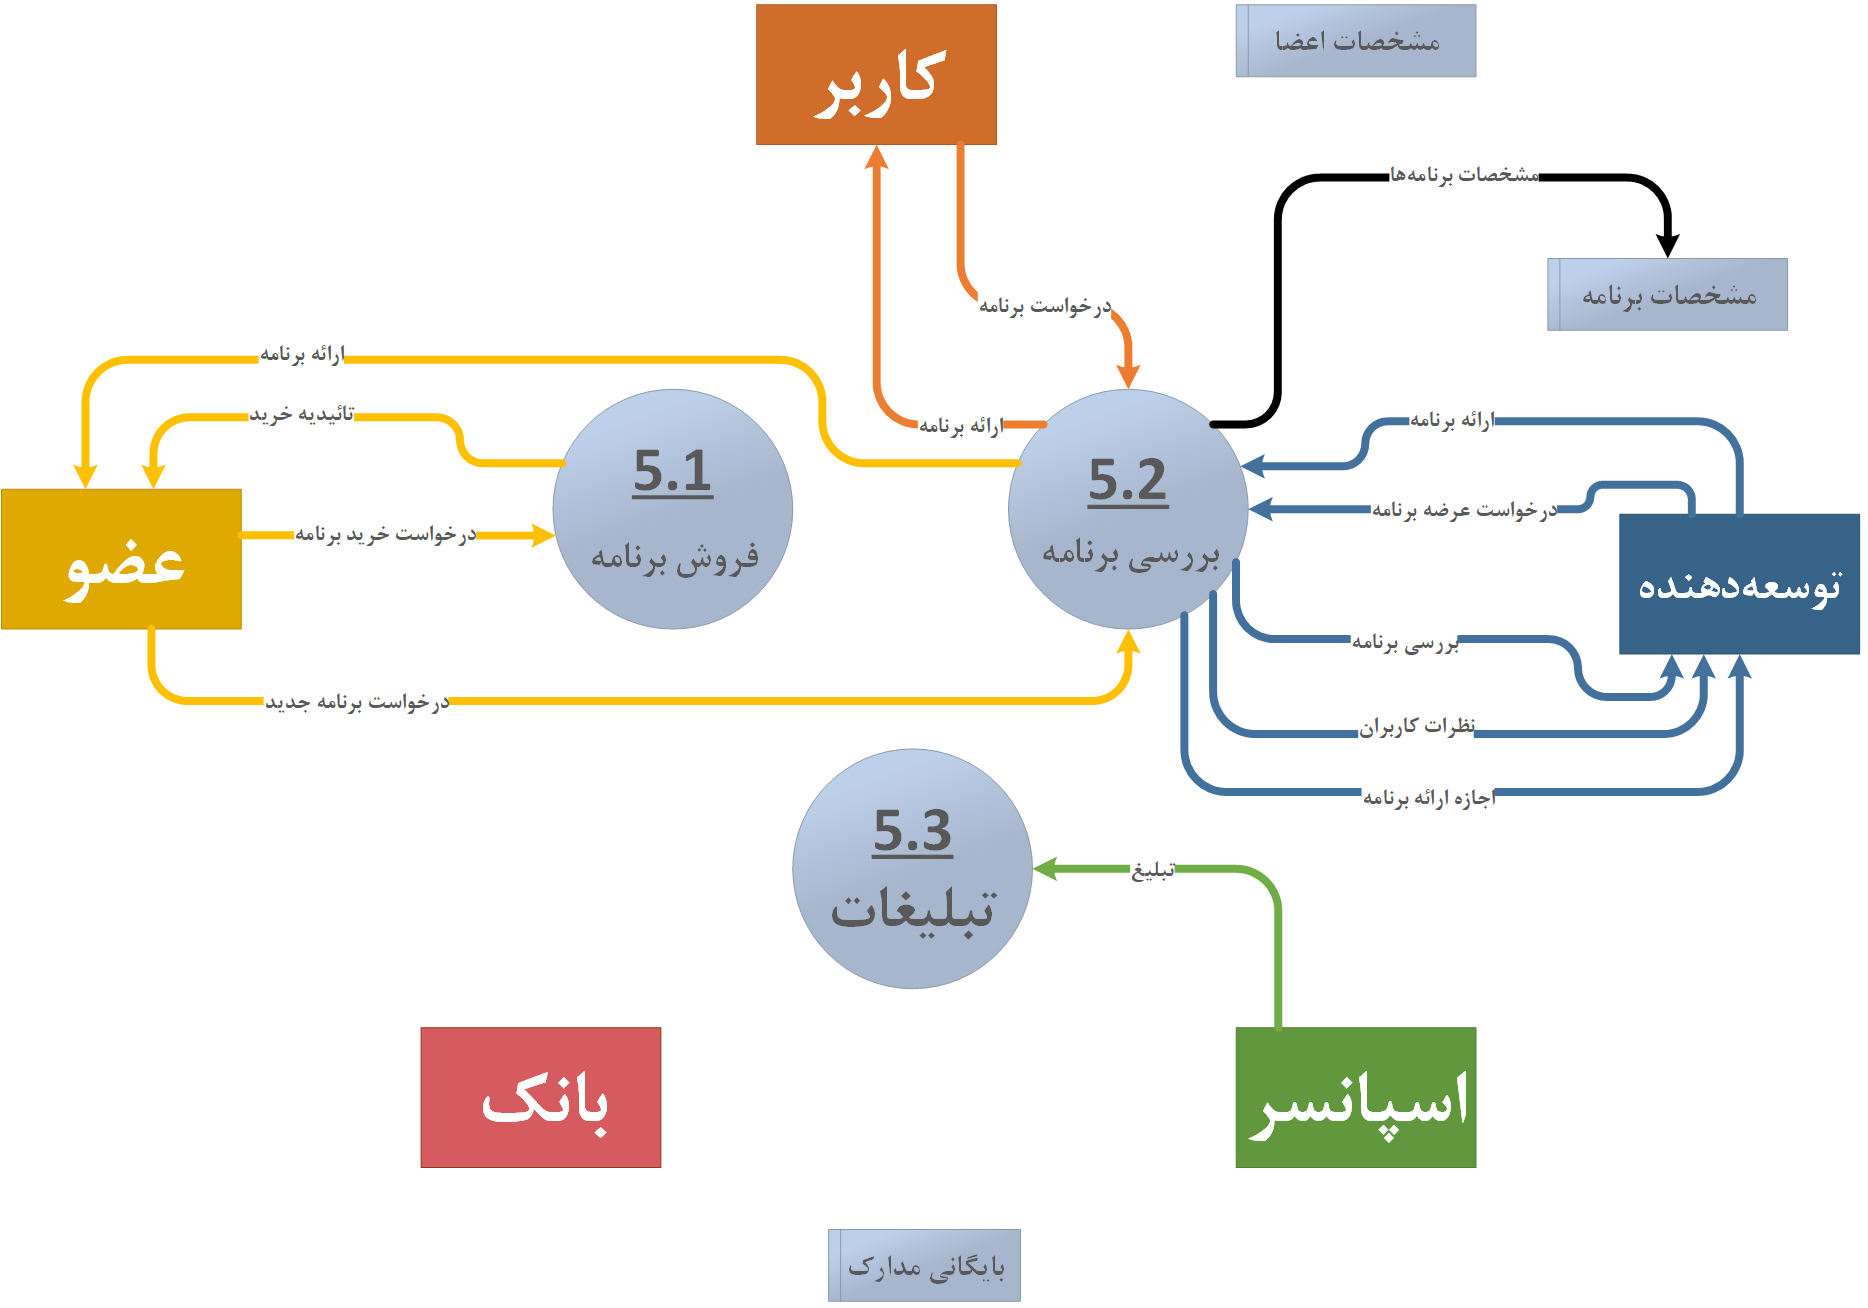 کاربر
مشخصات اعضا
مشخصات برنامه‌ها
مشخصات برنامه
درخواست برنامه
ارائه برنامه
تائیدیه خرید
ارائه برنامه
ارائه برنامه
5.1
فروش برنامه
5.2
بررسی برنامه
درخواست عرضه برنامه
توسعه‌دهنده
عضو
درخواست خرید برنامه
بررسی برنامه
درخواست برنامه جدید
نظرات کاربران
اجازه ارائه برنامه
5.3
تبلیغات
تبلیغ
بانک
اسپانسر
بایگانی مدارک